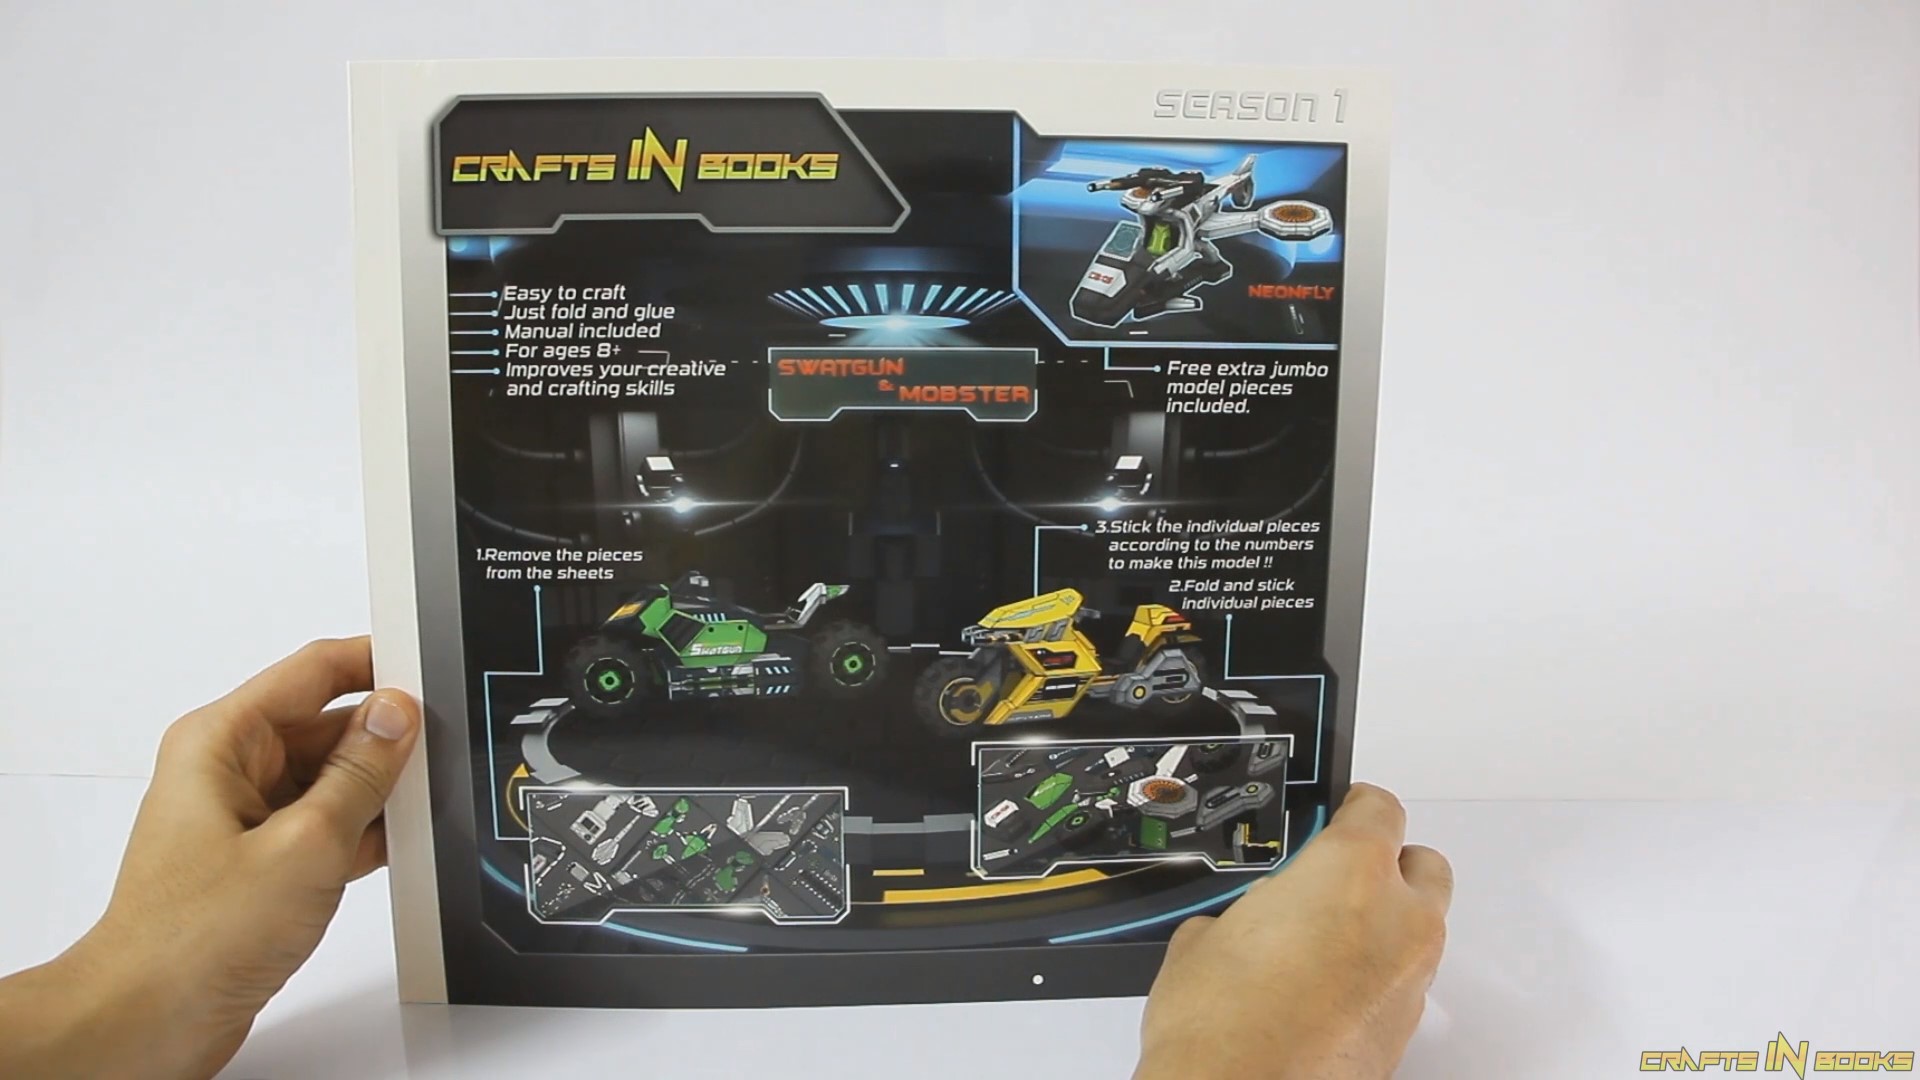 SEASON 1
CRAFTS IN BOOKS
Easy to craft
Just fold and glue
Manual included
For ages 8+
Improves your creative
and crafting skills
NEONFLY
SWATGUN
& MOBSTER
Free extra jumbo
model pieces
included.
1.Remove the pieces
from the sheets
3.Stick the individual pieces
according to the numbers
to make this model !!
2.Fold and stick
individual pieces
CRAFTS IN BOOKS